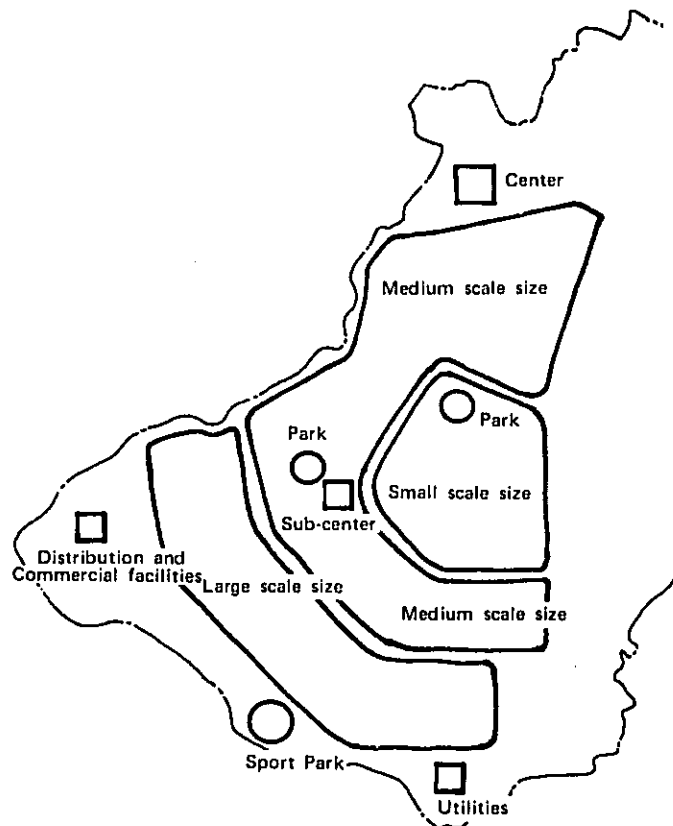 Center
Medium scale size
Park
Park
Small scale size
Sub-center
Distribution and
Commercial facilities
Large scale size
Medium scale size
Sport Park
Utilities